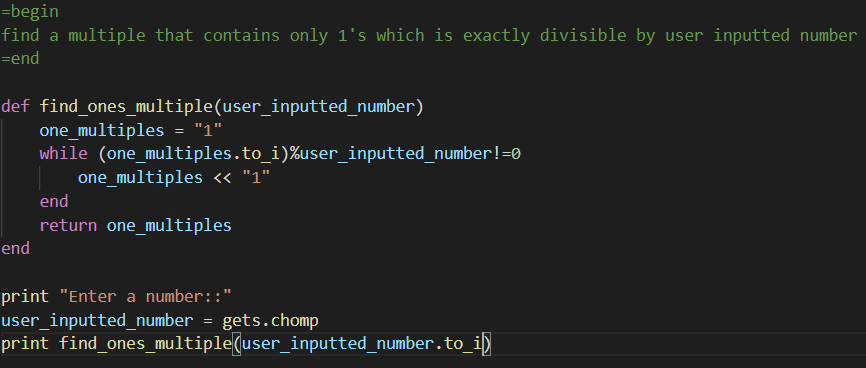 =begin
find a multiple that contains only 1's which is exactly divisible by user inputted number
=end
def find_ones_multiple(user_inputted_number)
    one_multiples = "1"
    while (one_multiples.to_i)%user_inputted_number!=0
        one_multiples << "1"
    end
    return one_multiples
end
print "Enter a number::"
user_inputted_number = gets.chomp
print find_ones_multiple(user_inputted_number.to_i)